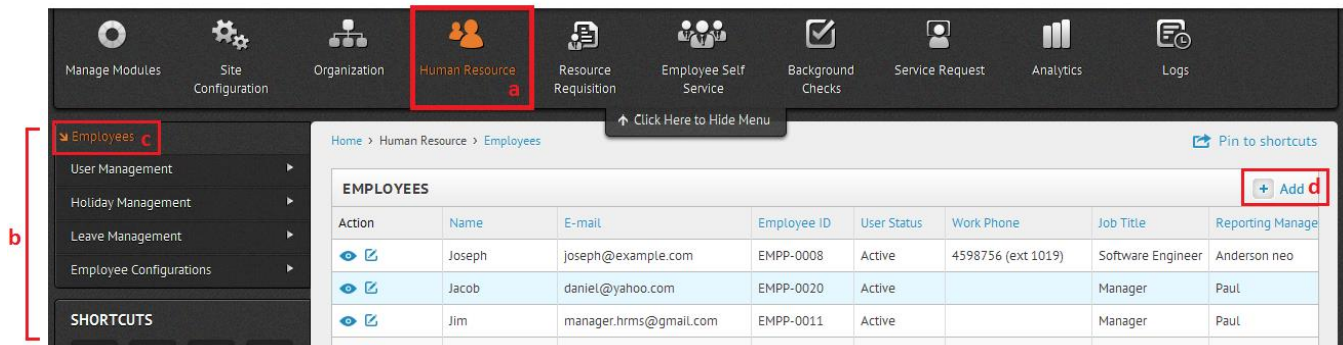 Manage Modules Site Configuration Organization Human Resource Resource Requisition Employee Self Service Background Checks Service Request Analytics Logs
a
Click Here to Hide Menu
b
Employees c
User Management
Holiday Management
Leave Management
Employee Configurations
SHORTCUTS
Home > Human Resource > Employees Pin to shortcuts
EMPLOYEES + Add d
Action Name E-mail Employee ID User Status Work Phone Job Title Reporting Manage
Joseph joseph@example.com EMPP-0008 Active 4598756 (ext 1019) Software Engineer Anderson neo
Jacob daniel@yahoo.com EMPP-0020 Active Manager Paul
Jim manager.hrms@gmail.com EMPP-0011 Active Manager Paul